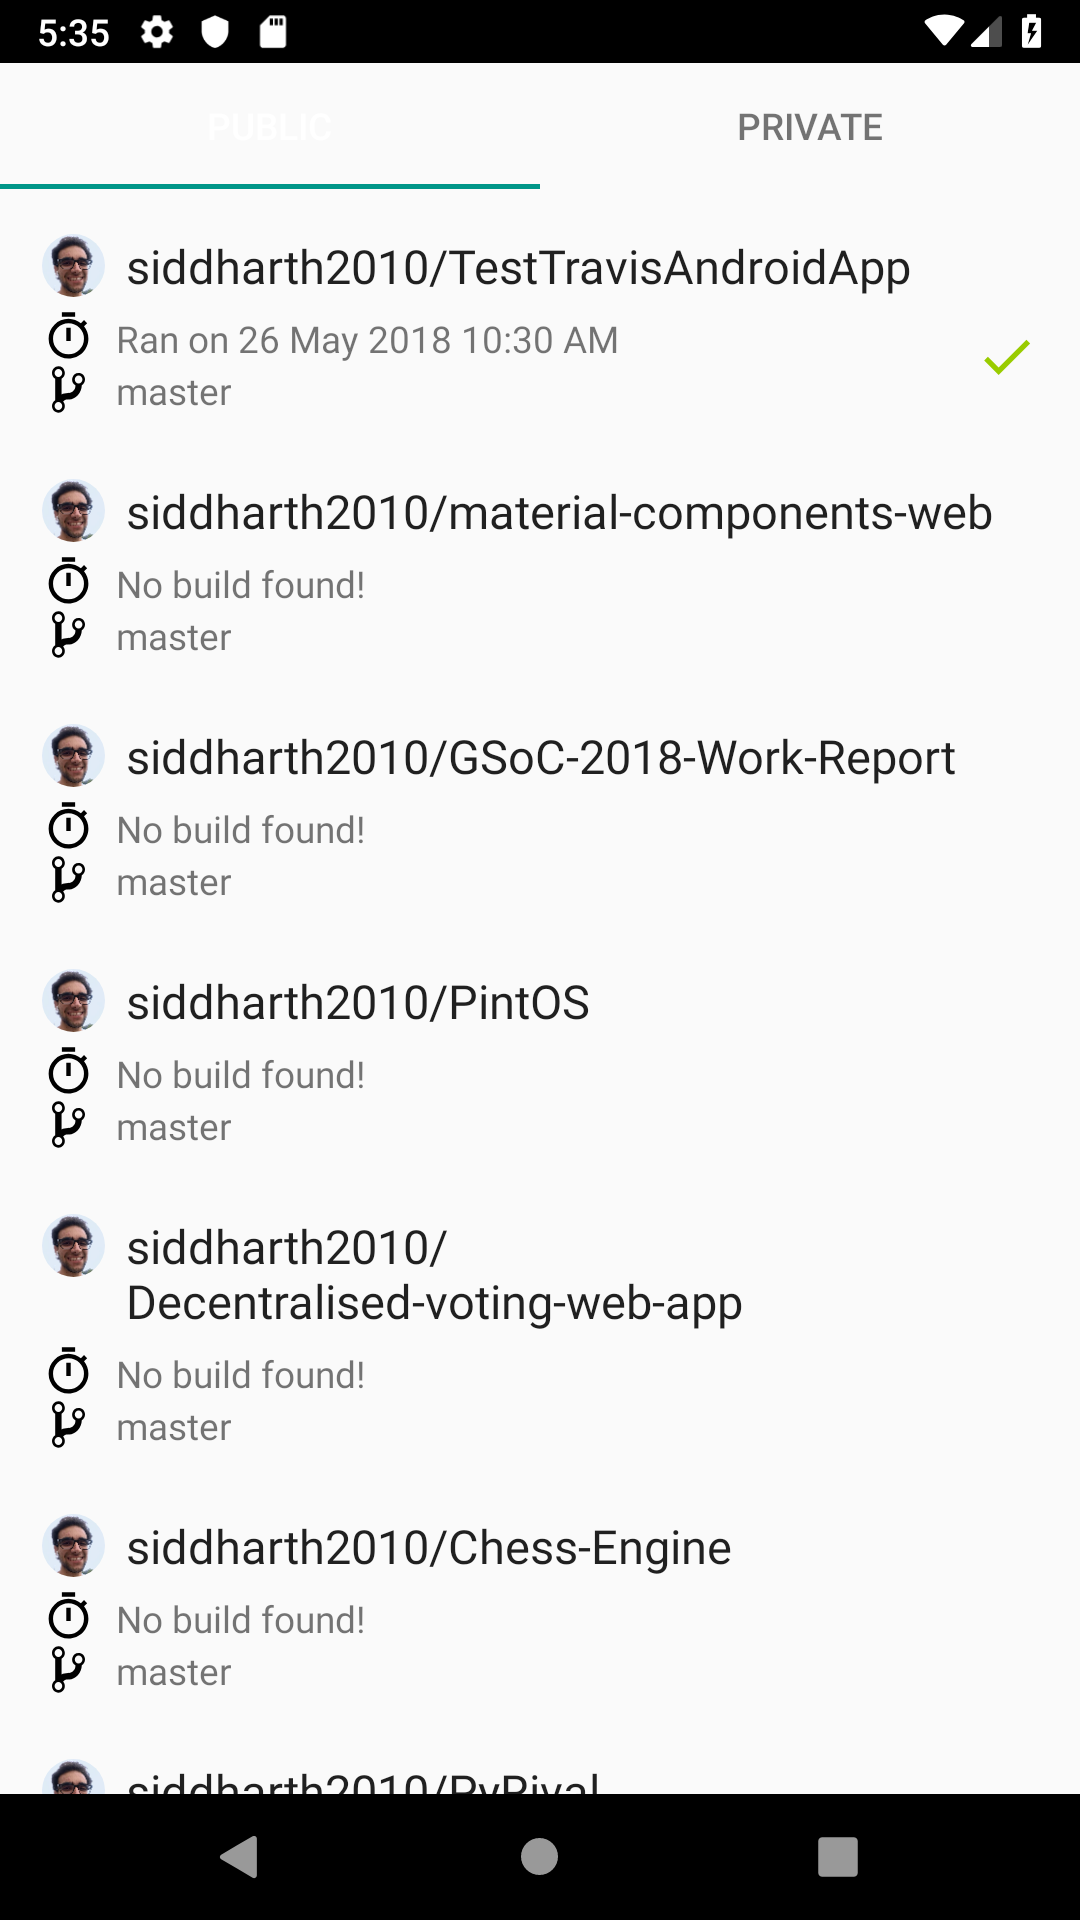 5:35
PUBLIC
PRIVATE
siddharth2010/TestTravisAndroidApp
Ran on 26 May 2018 10:30 AM
master
siddharth2010/material-components-web
No build found!
master
siddharth2010/GSoC-2018-Work-Report
No build found!
master
siddharth2010/PintOS
No build found!
master
siddharth2010/
Decentralised-voting-web-app
No build found!
master
siddharth2010/Chess-Engine
No build found!
master
siddharth2010/PyRival